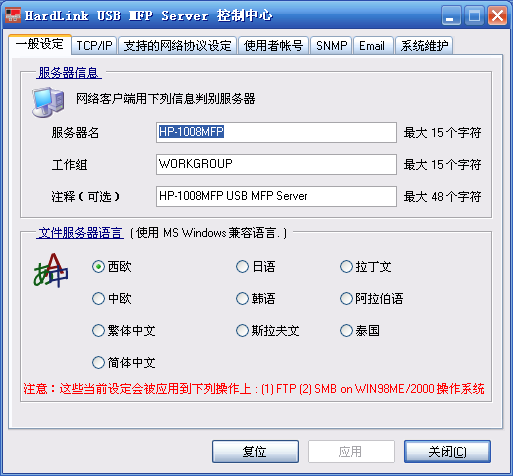 HardLink USB MFP Server 控制中心
一般设定 TCP/IP 支持的网络协议设定 使用者帐号 SNMP Email 系统维护
服务器信息
网络客户端用下列信息判别服务器
服务器名 HP-1008MFP 最大 15个字符
工作组 WORKGROUP 最大 15个字符
注释（可选） HP-1008MFP USB MFP Server 最大 48个字符
文件服务器语言 (使用 MS Windows 兼容语言.)
西欧 日语 拉丁文
中欧 韩语 阿拉伯语
繁体中文 斯拉夫文 泰国
简体中文
注意：这些当前设定会被应用到下列操作上 : (1) FTP (2) SMB on WIN98ME/2000 操作系统
复位 应用 关闭(C)